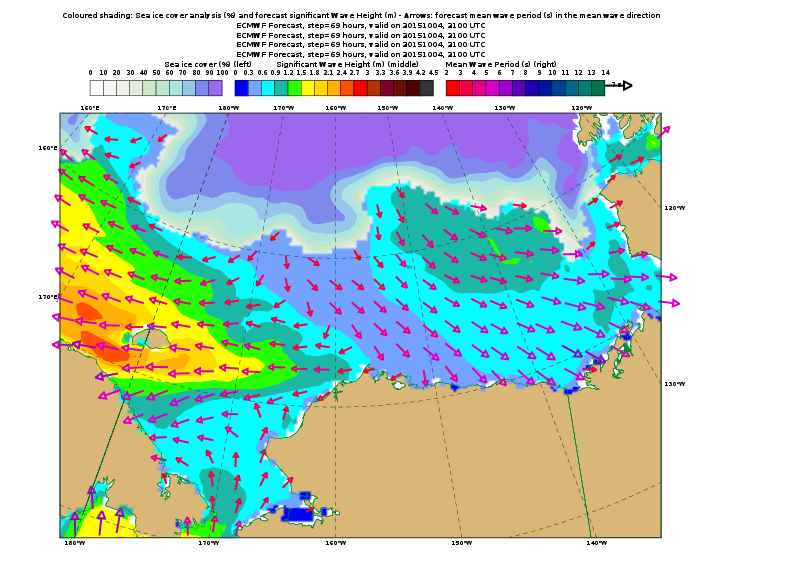 Coloured shading: Sea ice cover analysis (%) and forecast significant Wave Height (m) - Arrows: forecast mean wave period (s) in the mean wave direction
ECMWF Forecast, step=69 hours, valid on 20151004, 2100 UTC
ECMWF Forecast, step=69 hours, valid on 20151004, 2100 UTC
ECMWF Forecast, step=69 hours, valid on 20151004, 2100 UTC
ECMWF Forecast, step=69 hours, valid on 20151004, 2100 UTC
Sea ice cover (%) (left) Significant Wave Height (m) (middle) Mean Wave Period (s) (right)
0 10 20 30 40 50 60 70 80 90 100 0 0.3 0.6 0.9 1.2 1.5 1.8 2.1 2.4 2.7 3 3.3 3.6 3.9 4.2 4.5 2 3 4 5 6 7 8 9 10 11 12 13 14
160°E 170°E 180°W 170°W 160°W 150°W 140°W 130°W 120°W
160°E
120°W
170°E
130°W
180°W 170°W 160°W 150°W 140°W